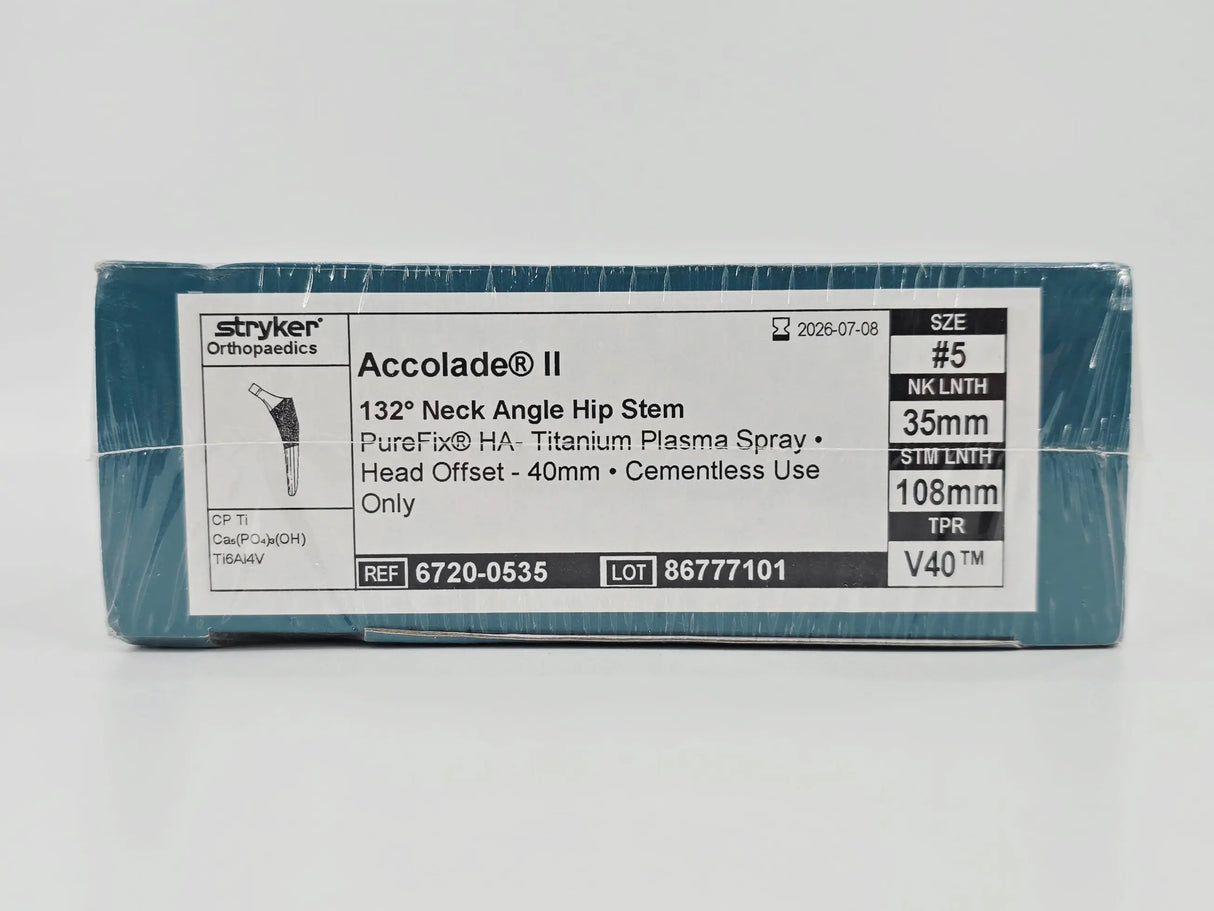 stryker®
Orthopaedics
CP Ti
Ca₅(PO₄)₃(OH)
Ti6Al4V
2026-07-08
Accolade® II
132° Neck Angle Hip Stem
PureFix® HA- Titanium Plasma Spray •
Head Offset - 40mm • Cementless Use
Only
REF 6720-0535 LOT 86777101
SZE
#5
NK LNTH
35mm
STM LNTH
108mm
TPR
V40™